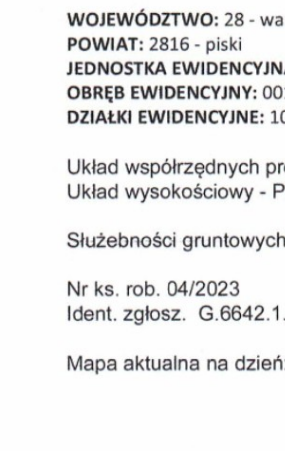 WOJEWÓDZTWO: 28 - wa
POWIAT: 2816 - piski
JEDNOSTKA EWIDENCYJN
OBRĘB EWIDENCYJNY: 00
DZIAŁKI EWIDENCYJNE: 10
Układ współrzędnych pr
Układ wysokościowy - P
Służebności gruntowych
Nr ks. rob. 04/2023
Ident. zgłosz. G.6642.1.
Mapa aktualna na dzień: